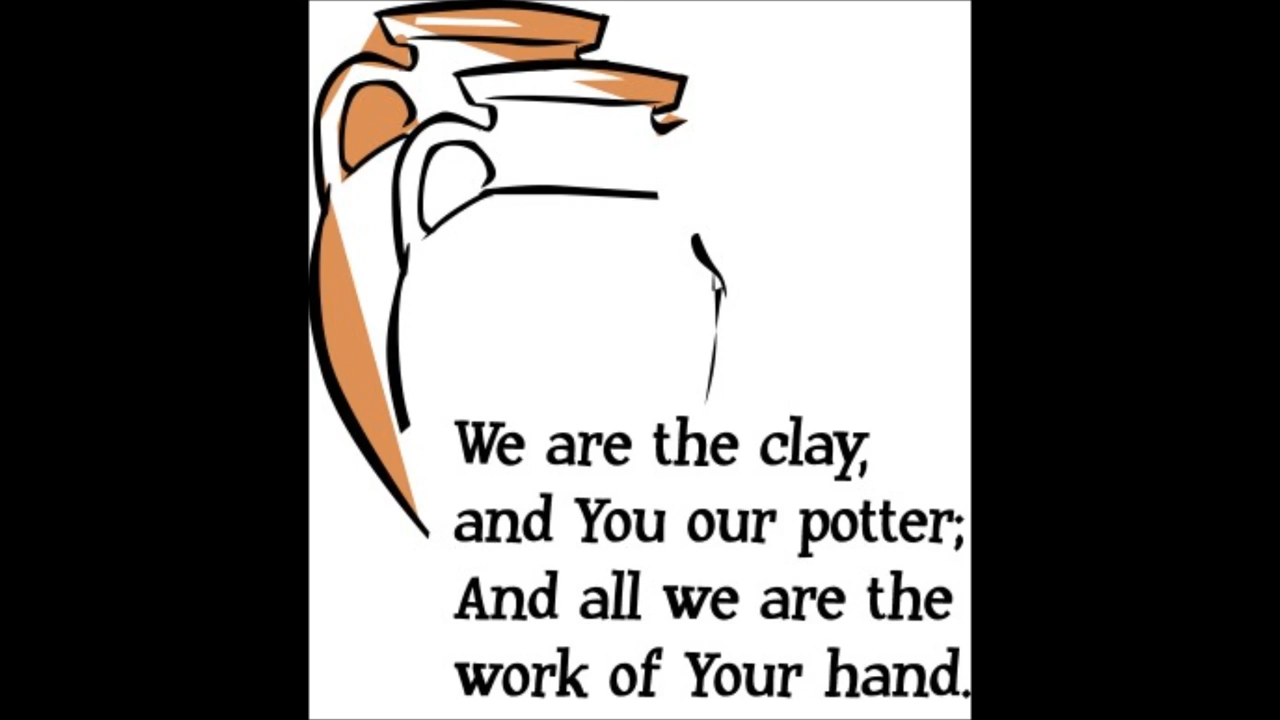 We are the clay,
and You our potter;
And all we are the
work of Your hand.